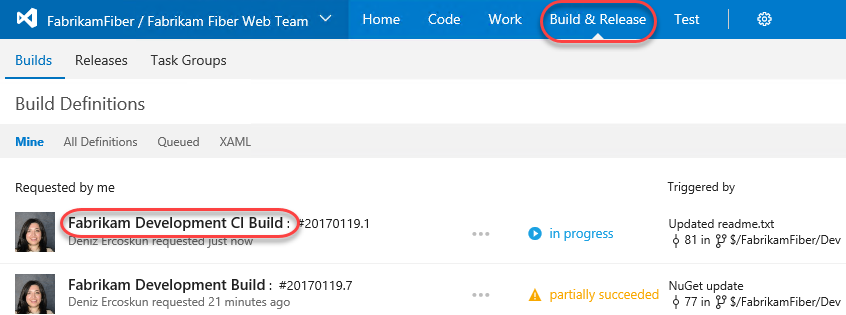 FabrikamFiber / Fabrikam Fiber Web Team Home Code Work Build & Release Test
Builds Releases Task Groups
Build Definitions
Mine All Definitions Queued XAML
Requested by me Triggered by
Fabrikam Development CI Build : #20170119.1 ... in progress Updated readme.txt
Deniz Ercoskun requested just now 81 in $/FabrikamFiber/Dev
Fabrikam Development Build : #20170119.7 ... partially succeeded NuGet update
Deniz Ercoskun requested 21 minutes ago 77 in $/FabrikamFiber/Dev